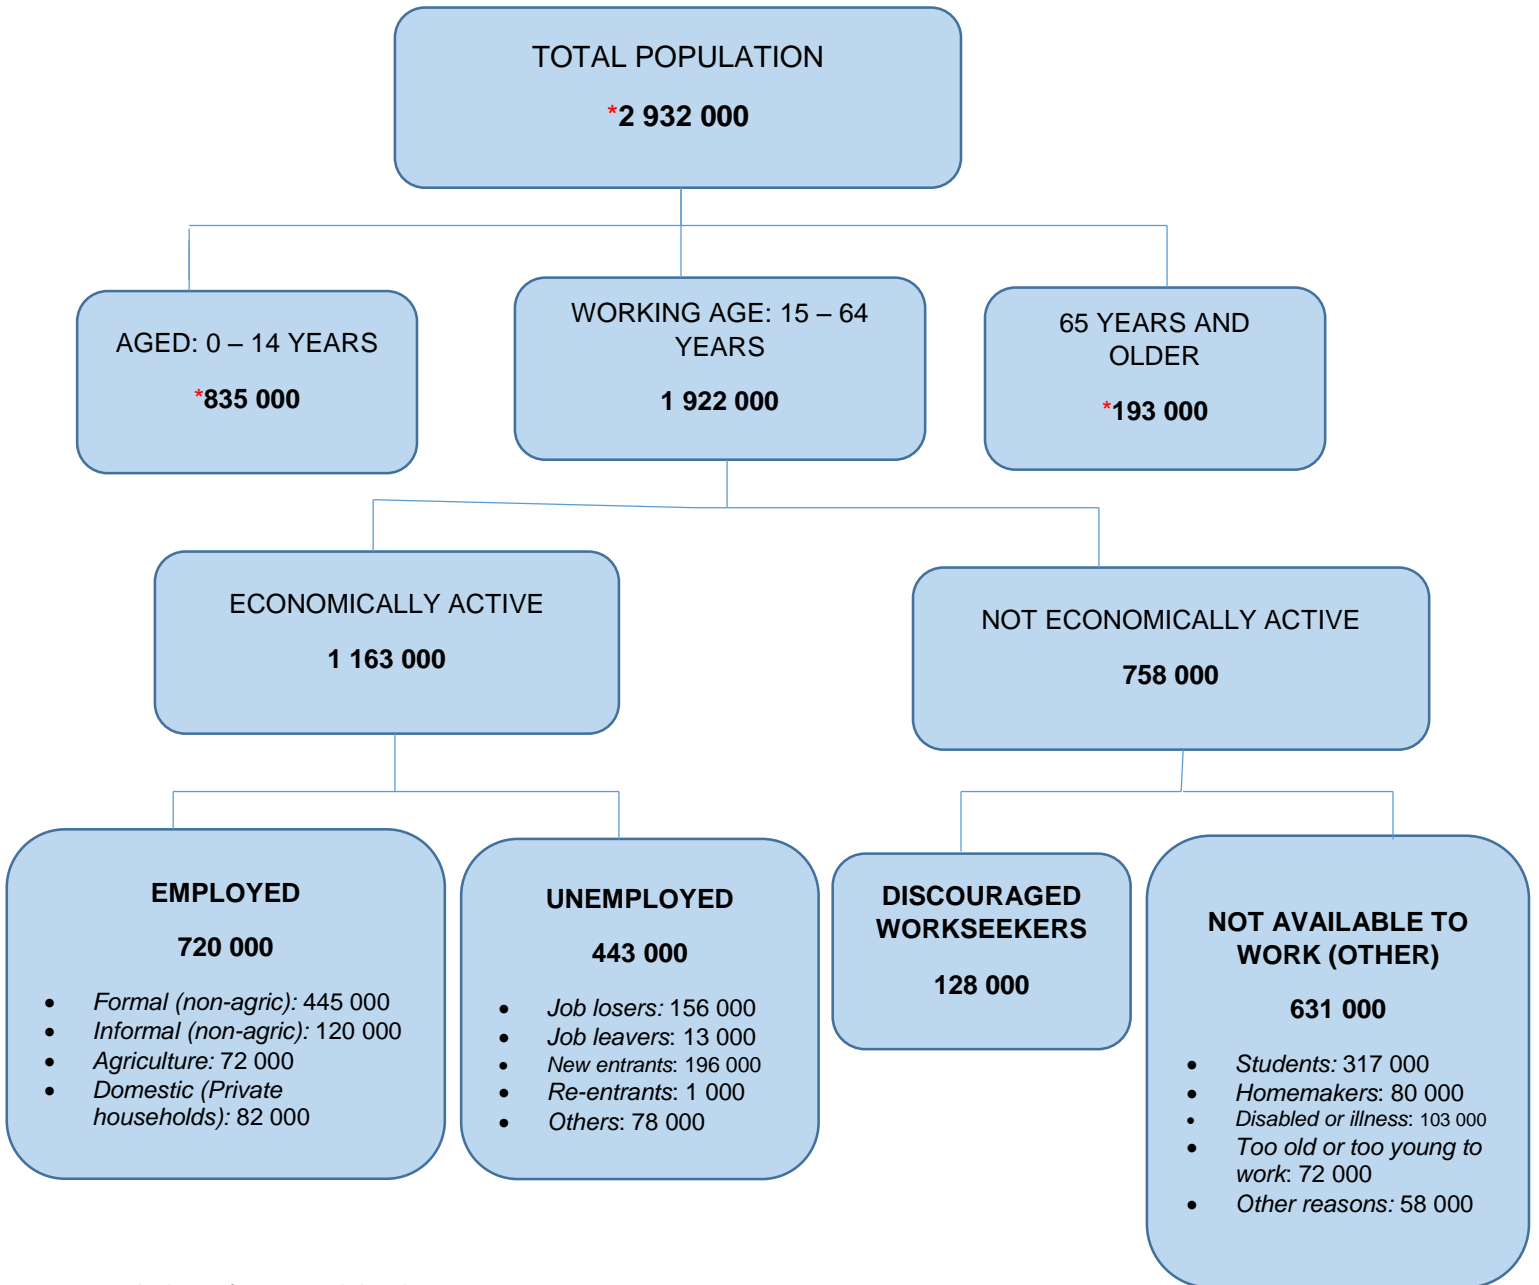 TOTAL POPULATION
*2 932 000
AGED: 0 – 14 YEARS
*835 000
WORKING AGE: 15 – 64
YEARS
1 922 000
65 YEARS AND
OLDER
*193 000
ECONOMICALLY ACTIVE
1 163 000
NOT ECONOMICALLY ACTIVE
758 000
EMPLOYED
720 000
• Formal (non-agric): 445 000
• Informal (non-agric): 120 000
• Agriculture: 72 000
• Domestic (Private
households): 82 000
UNEMPLOYED
443 000
• Job losers: 156 000
• Job leavers: 13 000
• New entrants: 196 000
• Re-entrants: 1 000
• Others: 78 000
DISCOURAGED
WORKSEEKERS
128 000
NOT AVAILABLE TO
WORK (OTHER)
631 000
• Students: 317 000
• Homemakers: 80 000
• Disabled or illness: 103 000
• Too old or too young to
work: 72 000
• Other reasons: 58 000